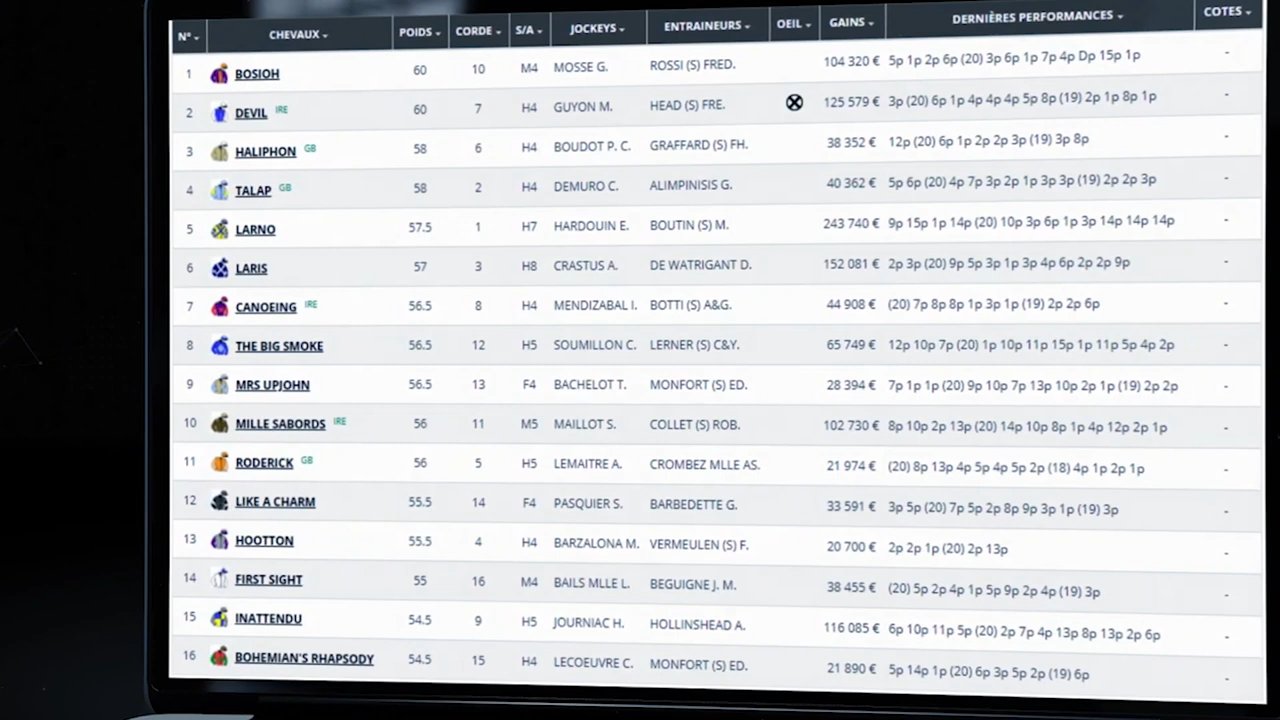 N° CHEVAUX POIDS CORDE S/A JOCKEYS ENTRAINEURS OEIL GAINS DERNIÈRES PERFORMANCES COTES
1 BOSIOH 60 10 M4 MOSSE G. ROSSI (S) FRED. 104 320 € 5p 1p 2p 6p (20) 3p 6p 1p 7p 4p Dp 15p 1p -
2 DEVIL IRE 60 7 H4 GUYON M. HEAD (S) FRE. 125 579 € 3p (20) 6p 1p 4p 4p 4p 5p 8p (19) 2p 1p 8p 1p -
3 HALIPHON GB 58 6 H4 BOUDOT P. C. GRAFFARD (S) FH. 38 352 € 12p (20) 6p 1p 2p 2p 3p (19) 3p 8p -
4 TALAP GB 58 2 H4 DEMURO C. ALIMPINISIS G. 40 362 € 5p 6p (20) 4p 7p 3p 2p 1p 3p 3p (19) 2p 2p 3p -
5 LARNO 57.5 1 H7 HARDOUIN E. BOUTIN (S) M. 243 740 € 9p 15p 1p 14p (20) 10p 3p 6p 1p 3p 14p 14p 14p -
6 LARIS 57 3 H8 CRASTUS A. DE WATRIGANT D. 152 081 € 2p 3p (20) 9p 5p 3p 1p 3p 4p 6p 2p 2p 9p -
7 CANOEING IRE 56.5 8 H4 MENDIZABAL I. BOTTI (S) A&G. 44 908 € (20) 7p 8p 8p 1p 3p 1p (19) 2p 2p 6p -
8 THE BIG SMOKE 56.5 12 H5 SOUMILLON C. LERNER (S) C&Y. 65 749 € 12p 10p 7p (20) 1p 10p 11p 15p 1p 11p 5p 4p 2p -
9 MRS UPJOHN 56.5 13 F4 BACHELOT T. MONFORT (S) ED. 28 394 € 7p 1p 1p (20) 9p 10p 7p 13p 10p 2p 1p (19) 2p 2p -
10 MILLE SABORDS IRE 56 11 M5 MAILLOT S. COLLET (S) ROB. 102 730 € 8p 10p 2p 13p (20) 14p 10p 8p 1p 4p 12p 2p 1p -
11 RODERICK GB 56 5 H5 LEMAITRE A. CROMBEZ MLLE AS. 21 974 € (20) 8p 13p 4p 5p 4p 5p 2p (18) 4p 1p 2p 1p -
12 LIKE A CHARM 55.5 14 F4 PASQUIER S. BARBEDETTE G. 33 591 € 3p 5p (20) 7p 5p 2p 8p 9p 3p 1p (19) 3p -
13 HOOTTON 55.5 4 H4 BARZALONA M. VERMEULEN (S) F. 20 700 € 2p 2p 1p (20) 2p 13p -
14 FIRST SIGHT 55 16 M4 BAILS MLLE L. BEGUIGNE J. M. 38 455 € (20) 5p 2p 4p 1p 5p 9p 2p 4p (19) 3p -
15 INATTENDU 54.5 9 H5 JOURNIAC H. HOLLINSHEAD A. 116 085 € 6p 10p 11p 5p (20) 2p 7p 4p 13p 8p 13p 2p 6p -
16 BOHEMIAN'S RHAPSODY 54.5 15 H4 LECOEUVRE C. MONFORT (S) ED. 21 890 € 5p 14p 1p (20) 6p 3p 5p 2p (19) 6p -